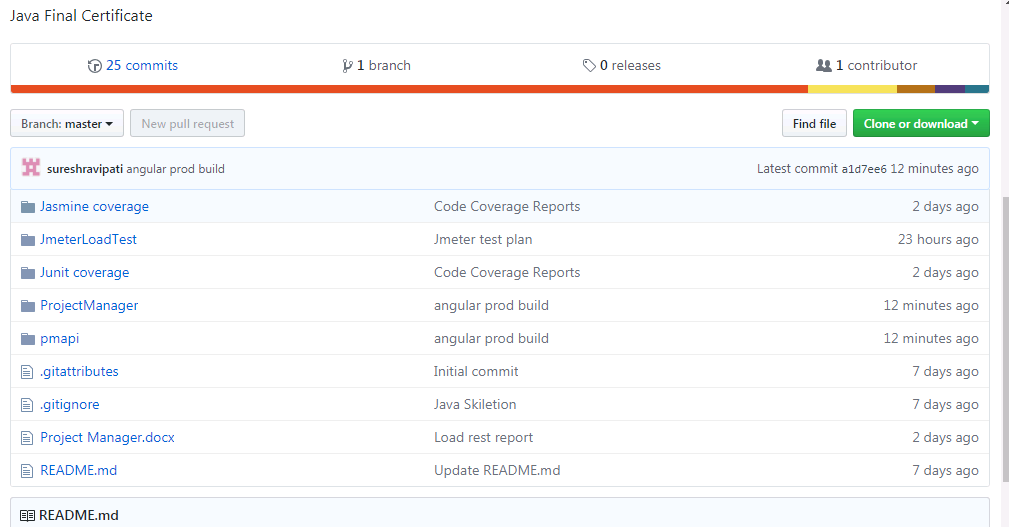 Java Final Certificate
25 commits 1 branch 0 releases 1 contributor
Branch: master New pull request Find file Clone or download
sureshravipati angular prod build Latest commit a1d7ee6 12 minutes ago
Jasmine coverage Code Coverage Reports 2 days ago
JmeterLoadTest Jmeter test plan 23 hours ago
Junit coverage Code Coverage Reports 2 days ago
ProjectManager angular prod build 12 minutes ago
pmapi angular prod build 12 minutes ago
.gitattributes Initial commit 7 days ago
.gitignore Java Skiletion 7 days ago
Project Manager.docx Load rest report 2 days ago
README.md Update README.md 7 days ago
README.md